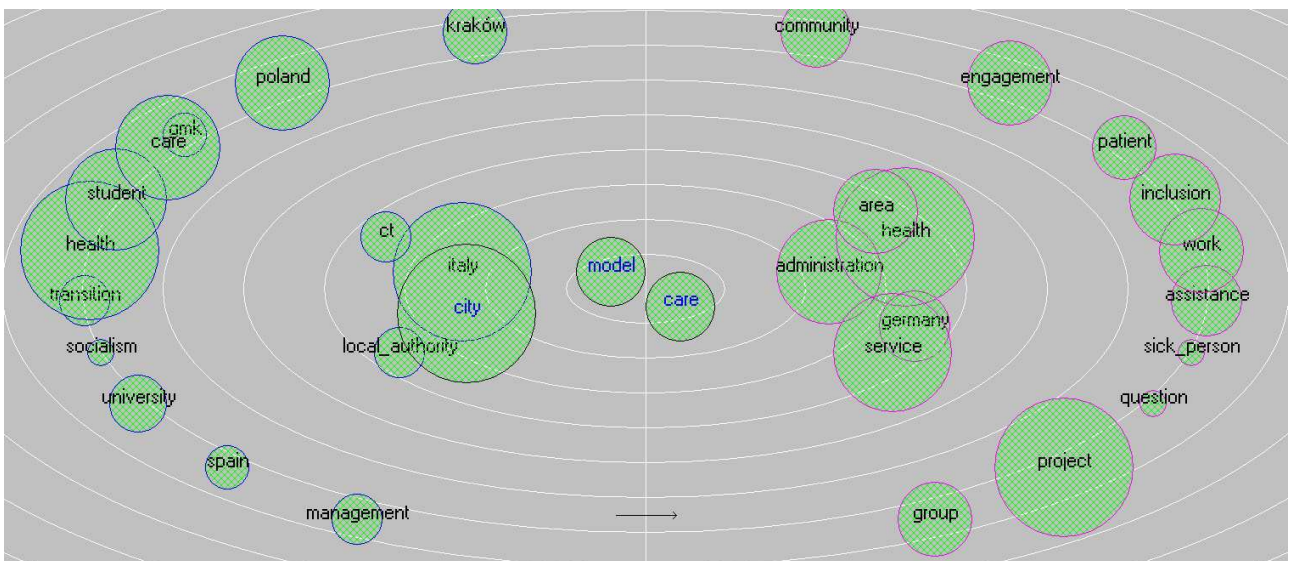 kraków
community
poland
engagement
gmk
care
patient
student
inclusion
area
ct
health
health
work
italy
model
administration
transition
care
assistance
city
germany
socialism
local_authority
service
sick_person
university
question
spain
project
management
group